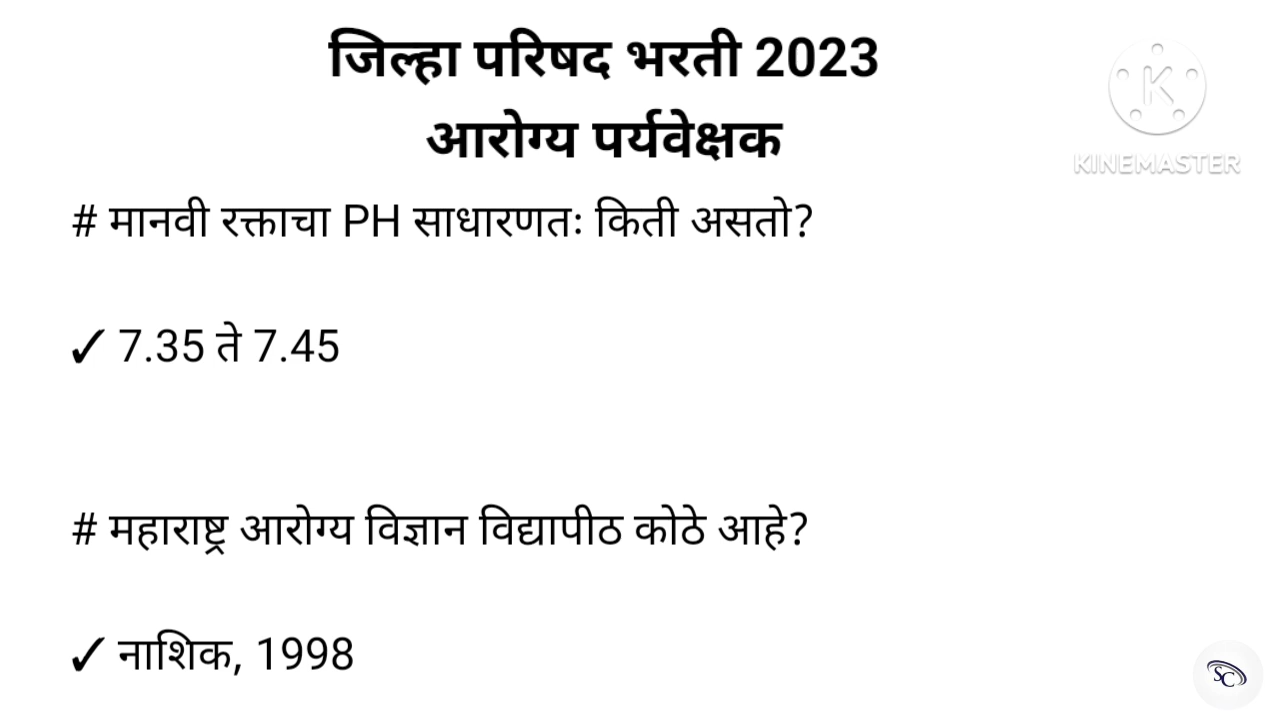 जिल्हा परिषद भरती 2023
आरोग्य पर्यवेक्षक
K
KINEMASTER
# मानवी रक्ताचा PH साधारणतः किती असतो?
✓ 7.35 ते 7.45
# महाराष्ट्र आरोग्य विज्ञान विद्यापीठ कोठे आहे?
✓ नाशिक, 1998
SC